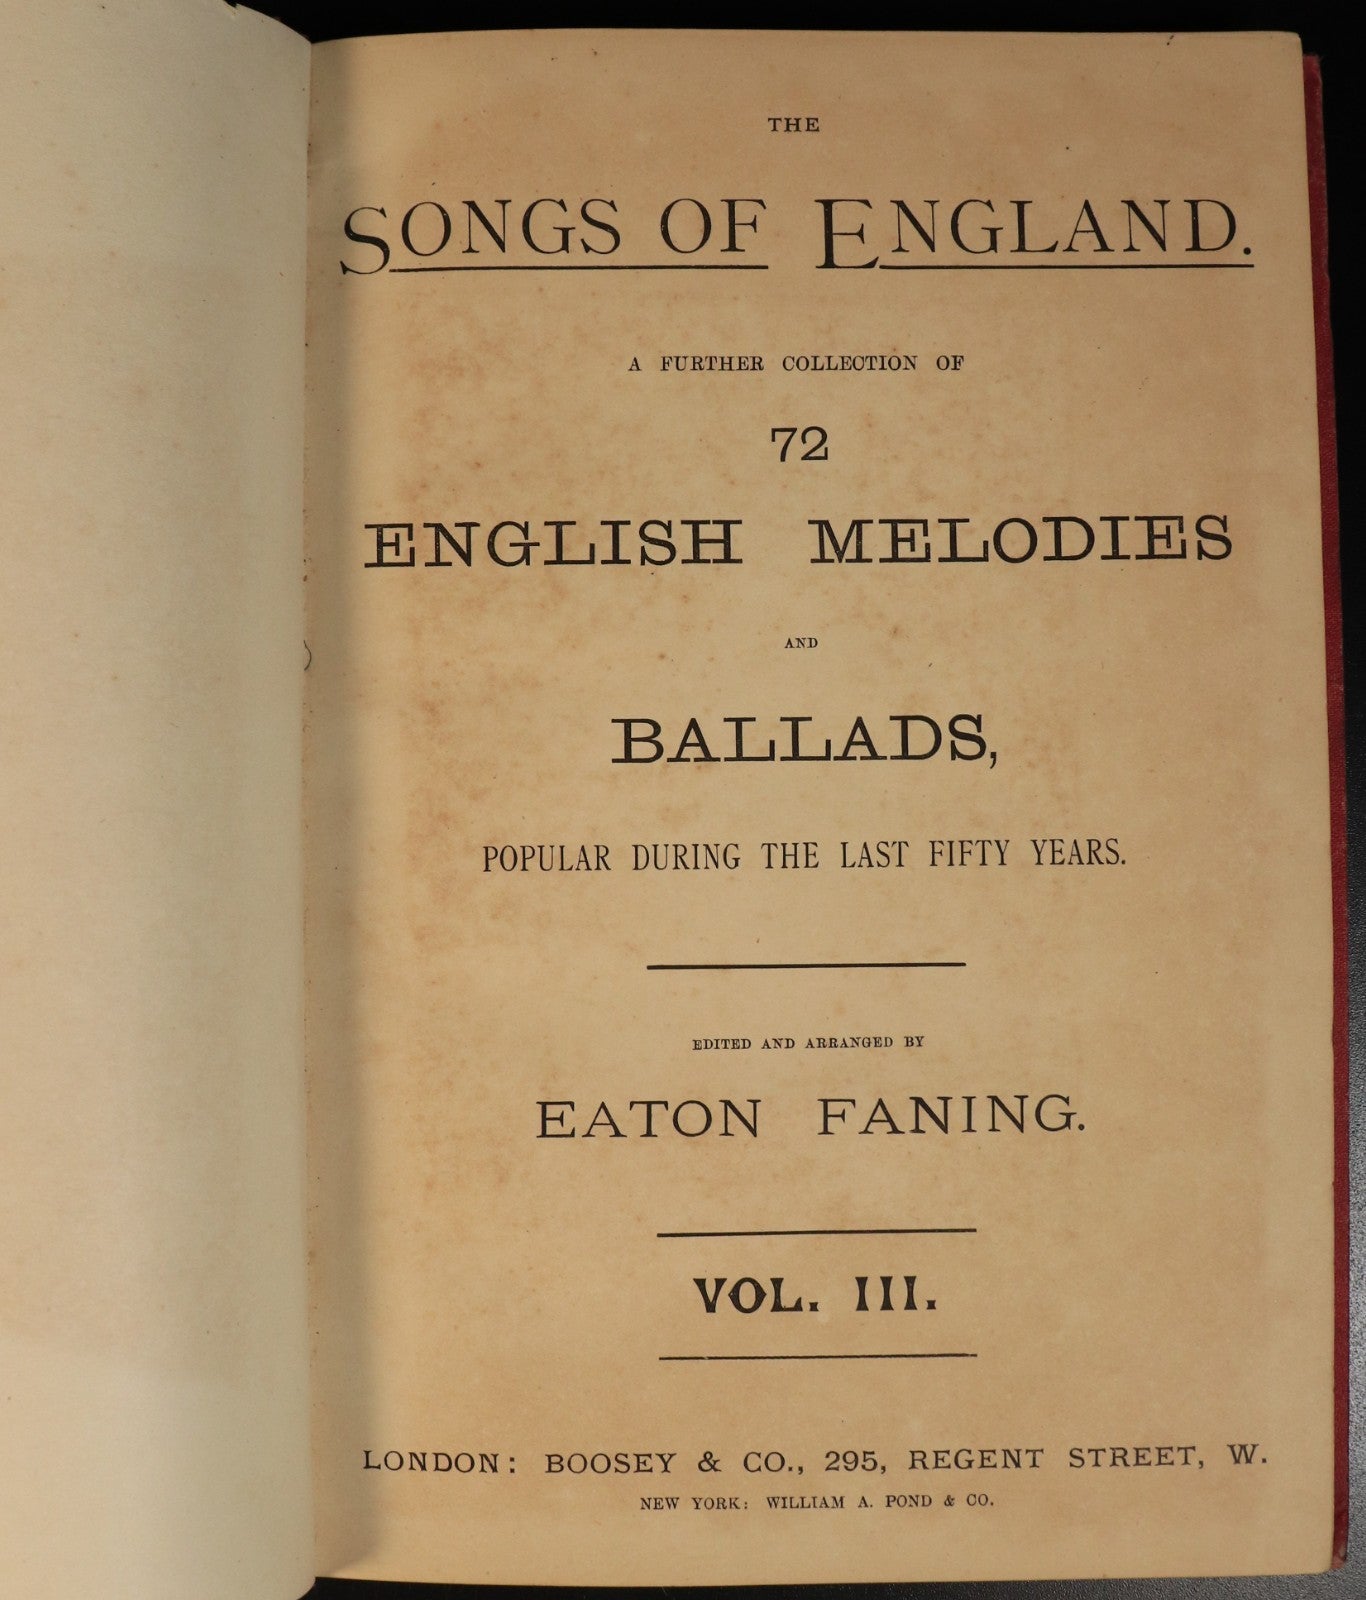 THE
SONGS OF ENGLAND.
A FURTHER COLLECTION OF
72
ENGLISH MELODIES
AND
BALLADS,
POPULAR DURING THE LAST FIFTY YEARS.
EDITED AND ARRANGED BY
EATON FANING.
VOL. III.
LONDON: BOOSEY & CO., 295, REGENT STREET, W.
NEW YORK: WILLIAM A. POND & CO.